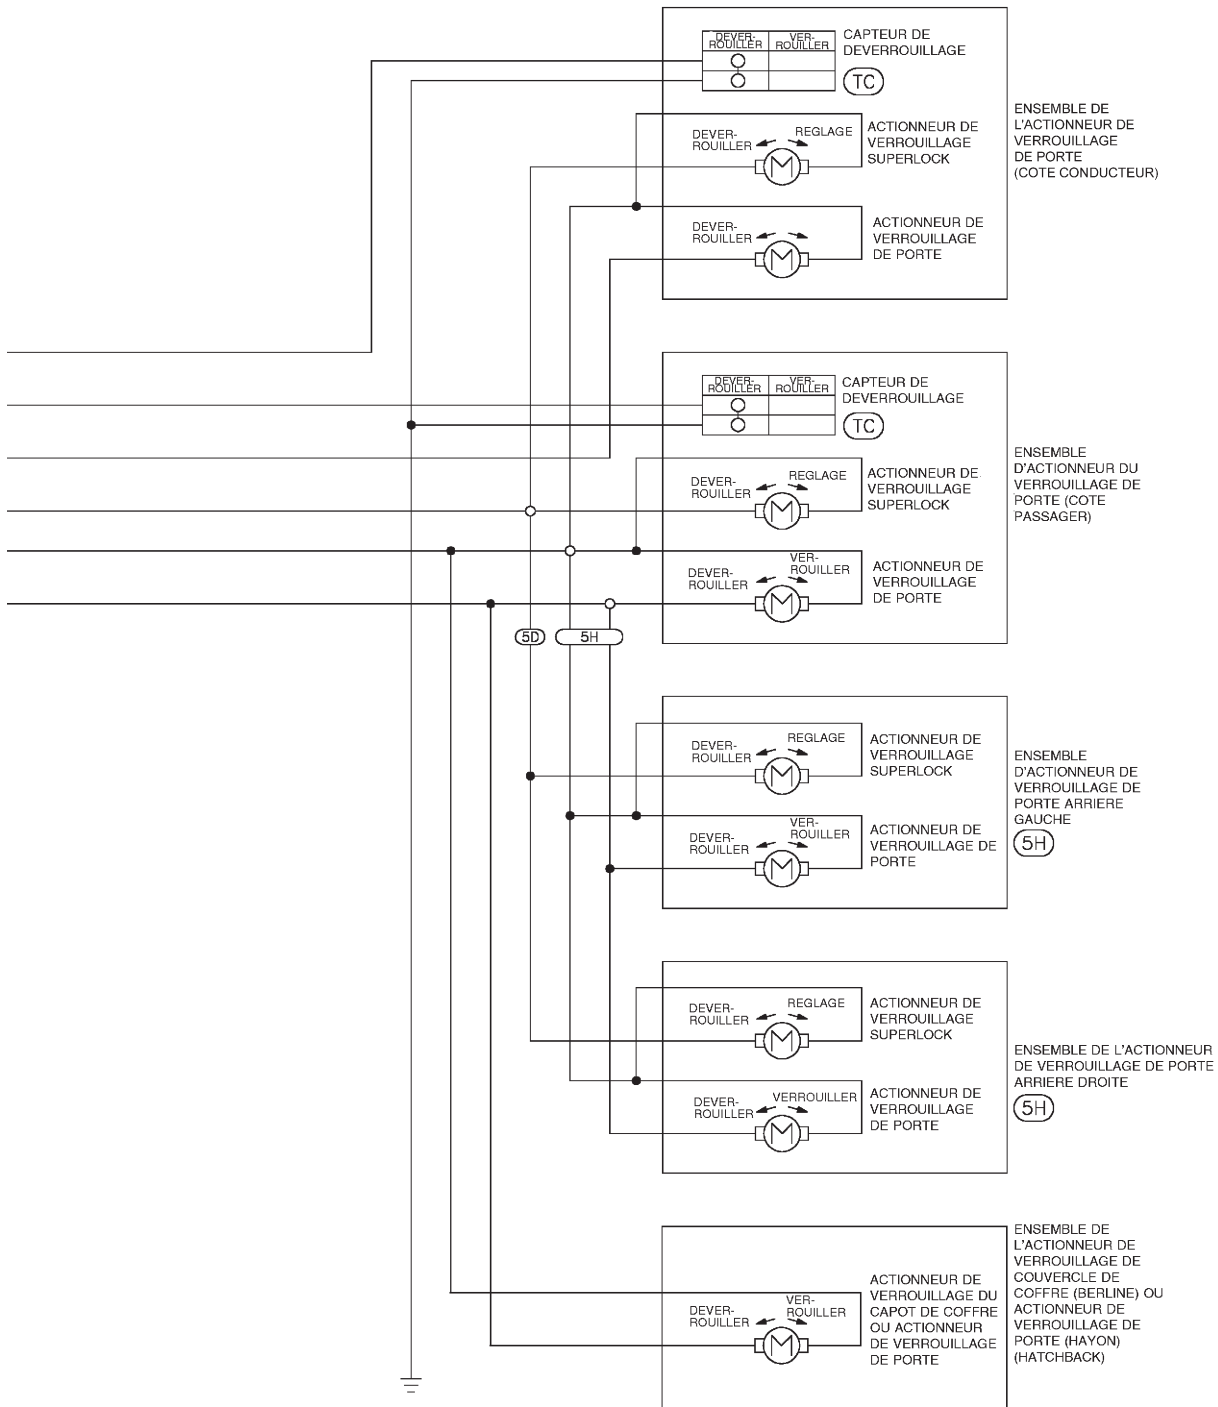 DEVER-
ROUILLER
VER-
ROUILLER
CAPTEUR DE
DEVERROUILLAGE
TC
DEVER-
ROUILLER
REGLAGE
ACTIONNEUR DE
VERROUILLAGE
SUPERLOCK
DEVER-
ROUILLER
ACTIONNEUR DE
VERROUILLAGE
DE PORTE
M
M
ENSEMBLE DE
L'ACTIONNEUR DE
VERROUILLAGE
DE PORTE
(COTE CONDUCTEUR)
DEVER-
ROUILLER
VER-
ROUILLER
CAPTEUR DE
DEVERROUILLAGE
TC
DEVER-
ROUILLER
REGLAGE
ACTIONNEUR DE
VERROUILLAGE
SUPERLOCK
M
DEVER-
ROUILLER
VER-
ROUILLER
ACTIONNEUR DE
VERROUILLAGE
DE PORTE
M
ENSEMBLE
D'ACTIONNEUR DU
VERROUILLAGE DE
PORTE (COTE
PASSAGER)
5D
5H
DEVER-
ROUILLER
REGLAGE
ACTIONNEUR DE
VERROUILLAGE
SUPERLOCK
M
DEVER-
ROUILLER
VER-
ROUILLER
ACTIONNEUR DE
VERROUILLAGE DE
PORTE
M
ENSEMBLE
D'ACTIONNEUR DE
VERROUILLAGE DE
PORTE ARRIERE
GAUCHE
5H
DEVER-
ROUILLER
REGLAGE
ACTIONNEUR DE
VERROUILLAGE
SUPERLOCK
M
DEVER-
ROUILLER
VERROUILLER
ACTIONNEUR DE
VERROUILLAGE
DE PORTE
M
ENSEMBLE DE L'ACTIONNEUR
DE VERROUILLAGE DE PORTE
ARRIERE DROITE
5H
DEVER-
ROUILLER
VER-
ROUILLER
M
ACTIONNEUR DE
VERROUILLAGE DU
CAPOT DE COFFRE
OU ACTIONNEUR
DE VERROUILLAGE
DE PORTE
ENSEMBLE DE
L'ACTIONNEUR DE
VERROUILLAGE DE
COUVERCLE DE
COFFRE (BERLINE) OU
ACTIONNEUR DE
VERROUILLAGE DE
PORTE (HAYON)
(HATCHBACK)